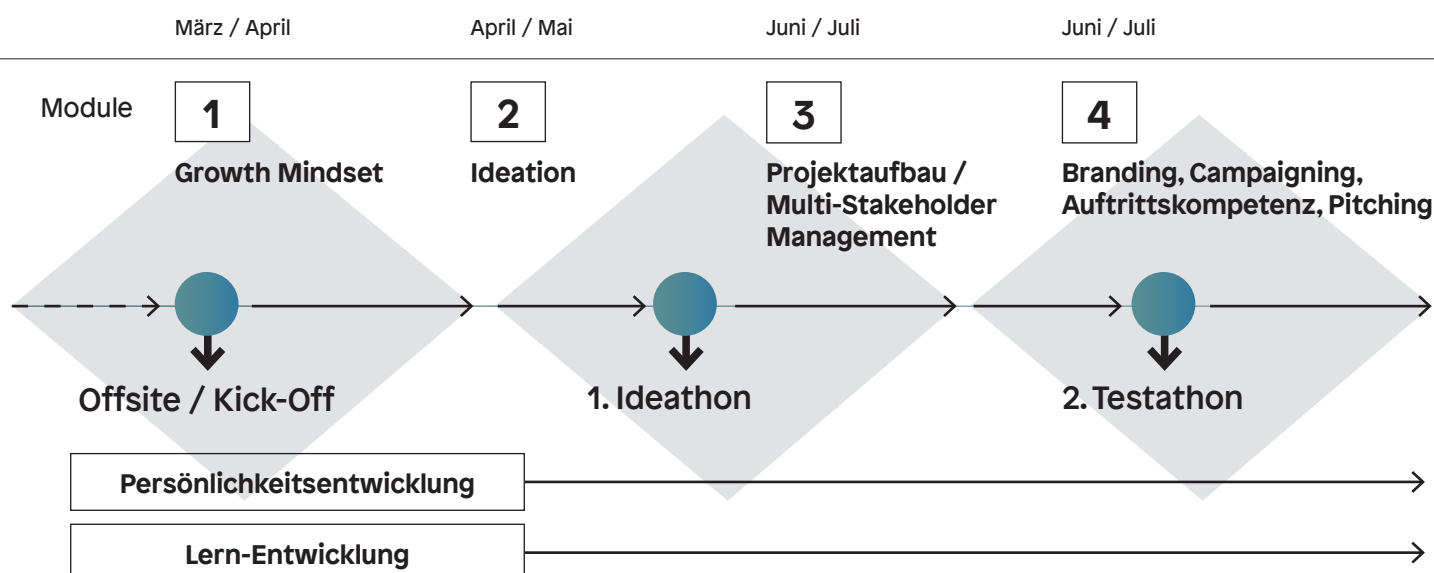 März / April
April / Mai
Juni / Juli
Juni / Juli
Module
1
2
3
4
Growth Mindset
Ideation
Projektaufbau /
Multi-Stakeholder
Management
Branding, Campaigning,
Auftrittskompetenz, Pitching
Offsite / Kick-Off
1. Ideathon
2. Testathon
Persönlichkeitsentwicklung
Lern-Entwicklung